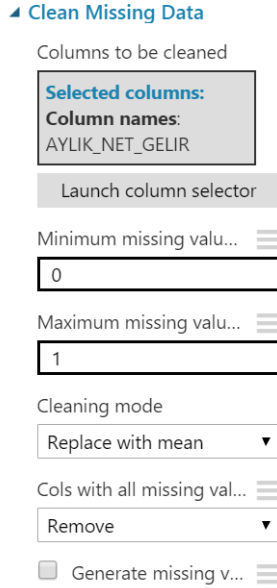 Clean Missing Data
Columns to be cleaned
Selected columns:
Column names:
AYLIK_NET_GELIR
Launch column selector
Minimum missing valu...
0
Maximum missing valu...
1
Cleaning mode
Replace with mean
Cols with all missing val...
Remove
Generate missing v...